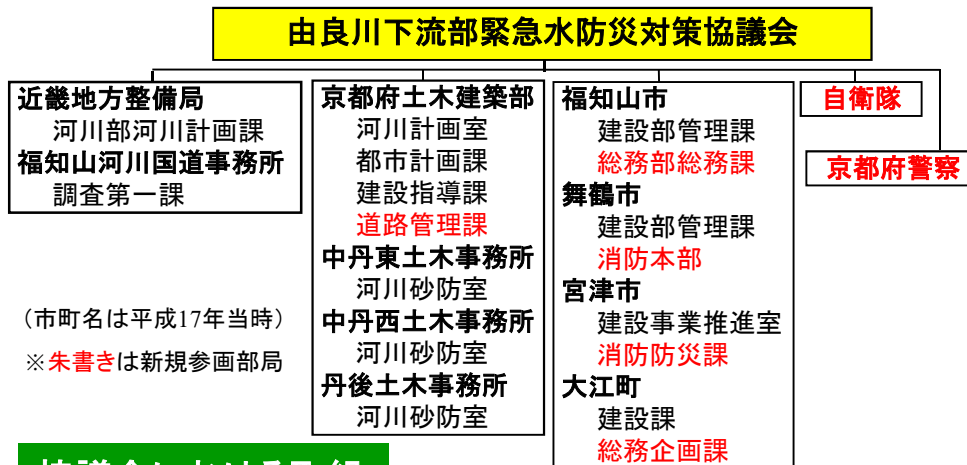 由良川下流部緊急水防災対策協議会
近畿地方整備局
河川部河川計画課
福知山河川国道事務所
調査第一課
京都府土木建築部
河川計画室
都市計画課
建設指導課
道路管理課
中丹東土木事務所
河川砂防室
中丹西土木事務所
河川砂防室
丹後土木事務所
河川砂防室
福知山市
建設部管理課
総務部総務課
舞鶴市
建設部管理課
消防本部
宮津市
建設事業推進室
消防防災課
大江町
建設課
総務企画課
自衛隊
京都府警察
（市町名は平成17年当時）
※朱書きは新規参画部局